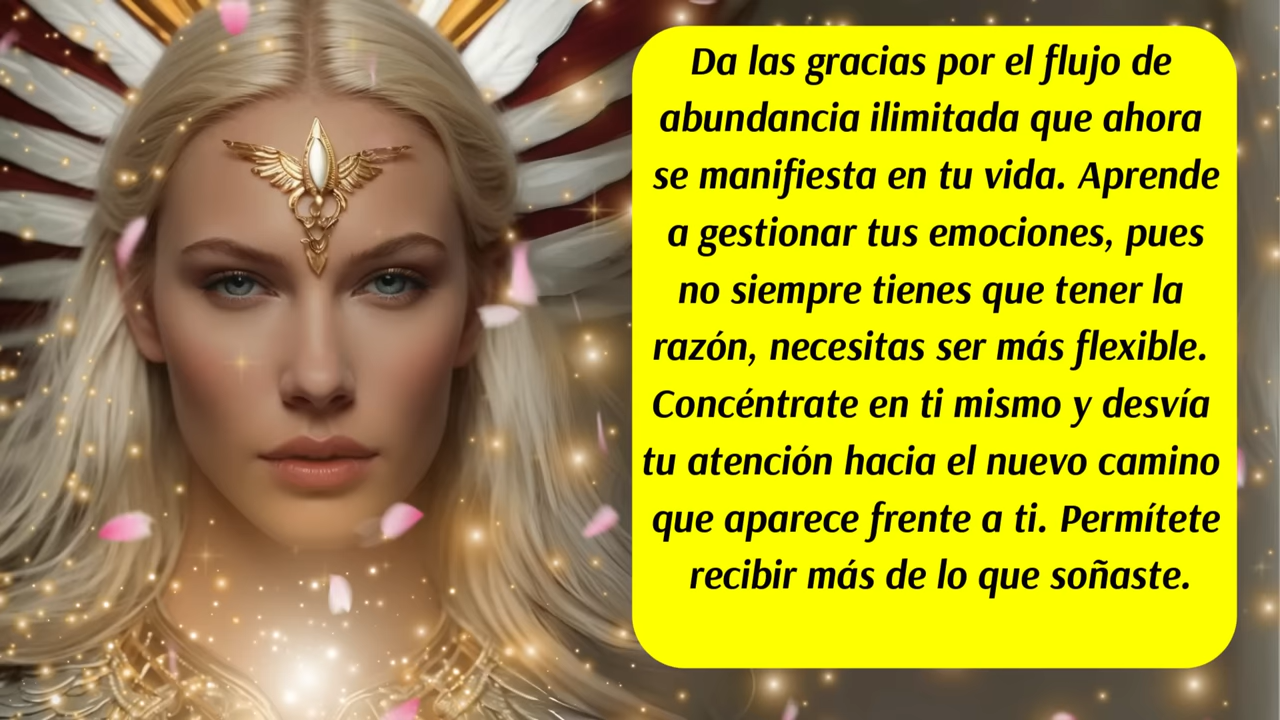 Da las gracias por el flujo de
abundancia ilimitada que ahora
se manifiesta en tu vida. Aprende
a gestionar tus emociones, pues
no siempre tienes que tener la
razón, necesitas ser más flexible.
Concéntrate en ti mismo y desvía
tu atención hacia el nuevo camino
que aparece frente a ti. Permítete
recibir más de lo que soñaste.